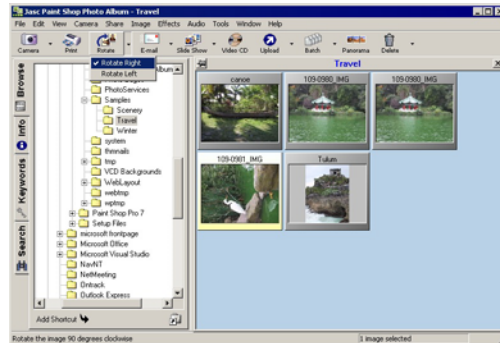 Jasc Paint Shop Photo Album - Travel
File Edit View Camera Share Image Effects Audio Tools Window Help
Camera Print Rotate E-mail Slide Show Video CD Upload Batch Panorama Delete
Rotate Right
Rotate Left
Album
Browse
Info
Keywords
Search
PhotoServices
Samples
Scenery
Travel
Winter
system
thmnails
tmp
VCD Backgrounds
WebLayout
webtmp
wptmp
Paint Shop Pro 7
Setup Files
microsoft frontpage
Microsoft Office
Microsoft Visual Studio
NavNT
NetMeeting
Ontrack
Outlook Express
Add Shortcut
Travel
canoe 109-0980_IMG 109-0980_IMG
109-0981_IMG Tulum
Rotate the image 90 degrees clockwise
1 image selected